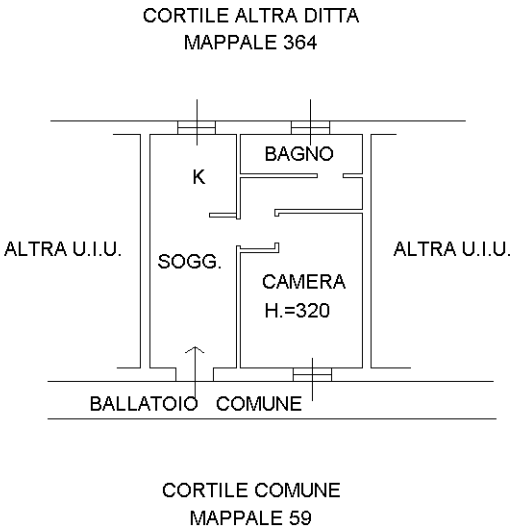 CORTILE ALTRA DITTA
MAPPALE 364
BAGNO
K
ALTRA U.I.U.
SOGG.
ALTRA U.I.U.
CAMERA
H.=320
BALLATOIO COMUNE
CORTILE COMUNE
MAPPALE 59